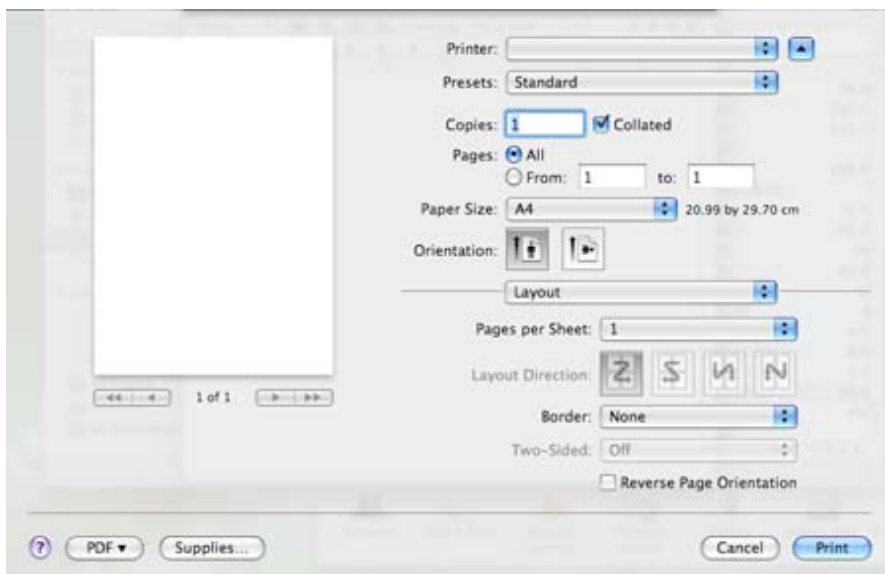 Printer:
Presets: Standard
Copies: 1 Collated
Pages: All
From: 1 to: 1
Paper Size: A4 20.99 by 29.70 cm
Orientation:
Layout
Pages per Sheet: 1
Layout Direction:
1 of 1
Border: None
Two-Sided: Off
Reverse Page Orientation
? PDF Supplies... Cancel Print